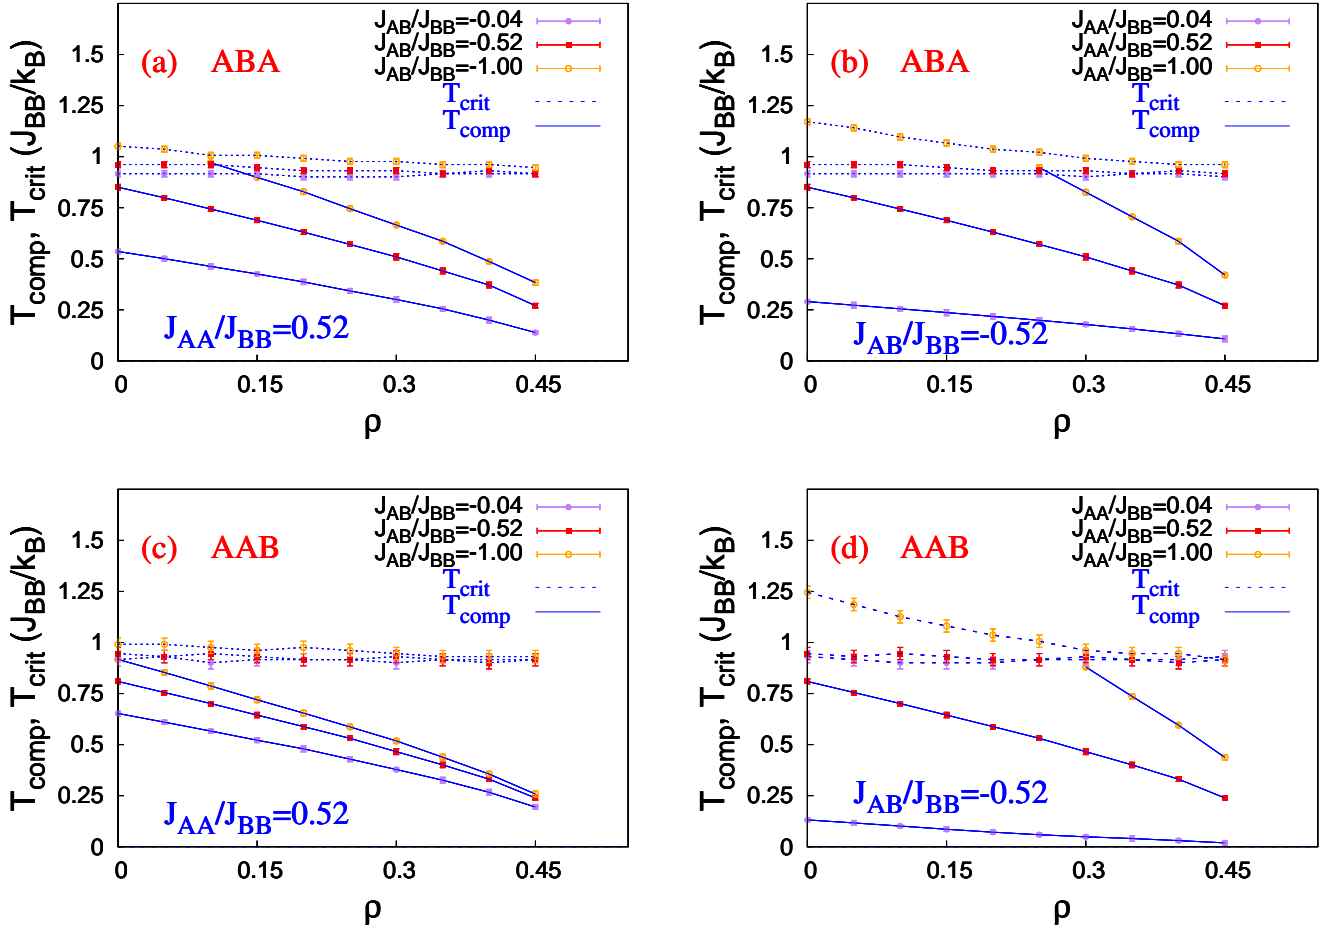 J_AB/J_BB=-0.04
J_AB/J_BB=-0.52
J_AB/J_BB=-1.00
T_crit
T_comp
(a) ABA
J_AA/J_BB=0.52
T_comp, T_crit (J_BB/k_B)
1.5
1.25
1
0.75
0.5
0.25
0
0 0.15 0.3 0.45
ρ
J_AA/J_BB=0.04
J_AA/J_BB=0.52
J_AA/J_BB=1.00
T_crit
T_comp
(b) ABA
J_AB/J_BB=-0.52
T_comp, T_crit (J_BB/k_B)
1.5
1.25
1
0.75
0.5
0.25
0
0 0.15 0.3 0.45
ρ
J_AB/J_BB=-0.04
J_AB/J_BB=-0.52
J_AB/J_BB=-1.00
T_crit
T_comp
(c) AAB
J_AA/J_BB=0.52
T_comp, T_crit (J_BB/k_B)
1.5
1.25
1
0.75
0.5
0.25
0
0 0.15 0.3 0.45
ρ
J_AA/J_BB=0.04
J_AA/J_BB=0.52
J_AA/J_BB=1.00
T_crit
T_comp
(d) AAB
J_AB/J_BB=-0.52
T_comp, T_crit (J_BB/k_B)
1.5
1.25
1
0.75
0.5
0.25
0
0 0.15 0.3 0.45
ρ